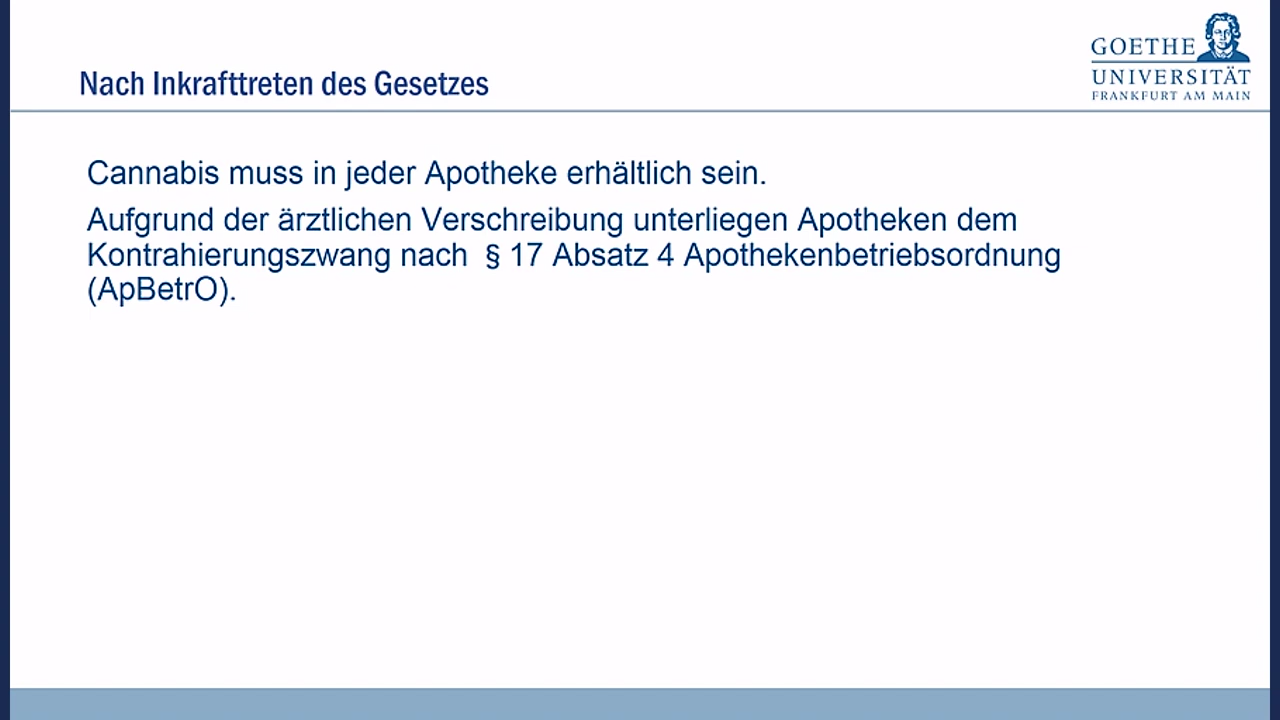 GOETHE
UNIVERSITÄT
FRANKFURT AM MAIN
Nach Inkrafttreten des Gesetzes
Cannabis muss in jeder Apotheke erhältlich sein.
Aufgrund der ärztlichen Verschreibung unterliegen Apotheken dem
Kontrahierungszwang nach § 17 Absatz 4 Apothekenbetriebsordnung
(ApBetrO).